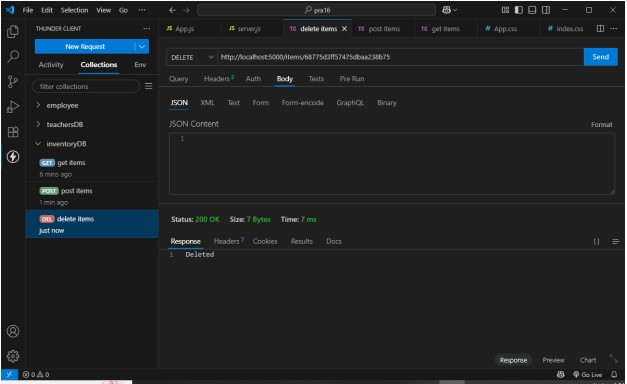 File Edit Selection View Go ··· pra16
THUNDER CLIENT ···
New Request
Activity Collections Env
filter collections
employee
teachersDB
inventoryDB
GET get items
6 mins ago
POST post items
1 min ago
DEL delete items
just now
JS App.js JS server.js TC delete items TC post items TC get items # App.css # index.css ···
DELETE http://localhost:5000/items/68775d3ff57475dbaa238b75 Send
Query Headers 2 Auth Body Tests Pre Run
JSON XML Text Form Form-encode GraphQL Binary
JSON Content Format
1
Status: 200 OK Size: 7 Bytes Time: 7 ms
Response Headers 7 Cookies Results Docs {}
1 Deleted
Response Preview Chart
0 0 Go Live